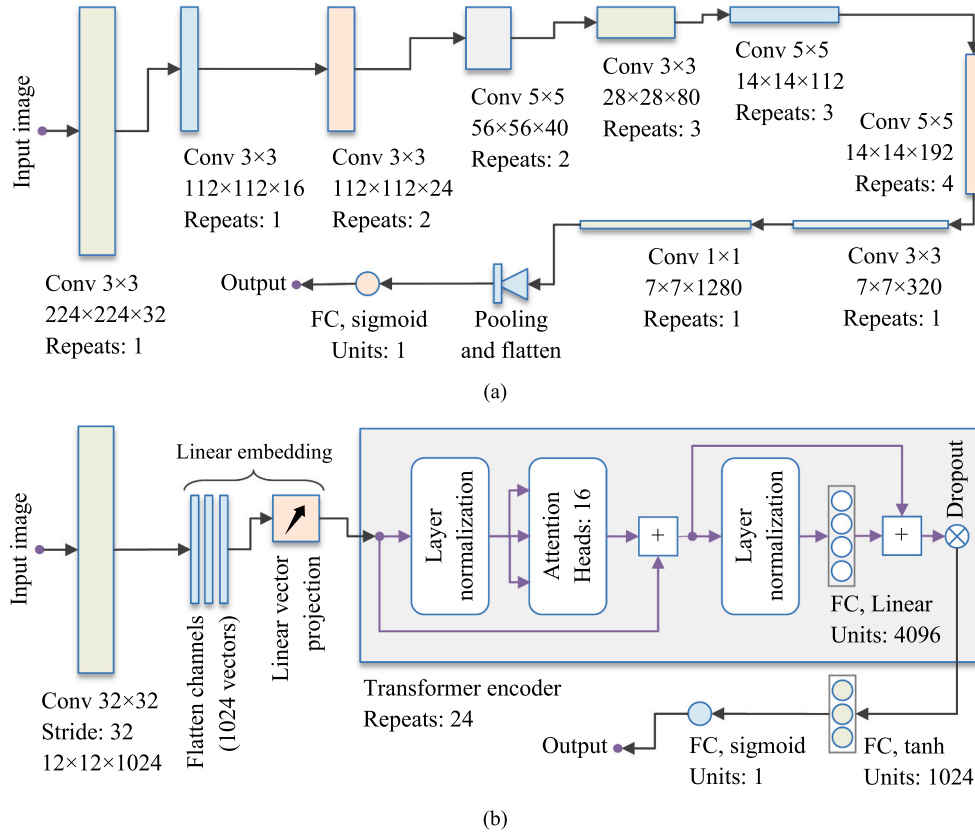 Input image
Conv 3×3
224×224×32
Repeats: 1
Conv 3×3
112×112×16
Repeats: 1
Conv 3×3
112×112×24
Repeats: 2
Conv 5×5
56×56×40
Repeats: 2
Conv 3×3
28×28×80
Repeats: 3
Conv 5×5
14×14×112
Repeats: 3
Conv 5×5
14×14×192
Repeats: 4
Conv 3×3
7×7×320
Repeats: 1
Conv 1×1
7×7×1280
Repeats: 1
Pooling
and flatten
FC, sigmoid
Units: 1
Output
(a)
Input image
Conv 32×32
Stride: 32
12×12×1024
Linear embedding
Flatten channels
(1024 vectors)
Linear vector
projection
Layer
normalization
Attention
Heads: 16
+
Layer
normalization
FC, Linear
Units: 4096
+
Dropout
Transformer encoder
Repeats: 24
FC, tanh
Units: 1024
FC, sigmoid
Units: 1
Output
(b)